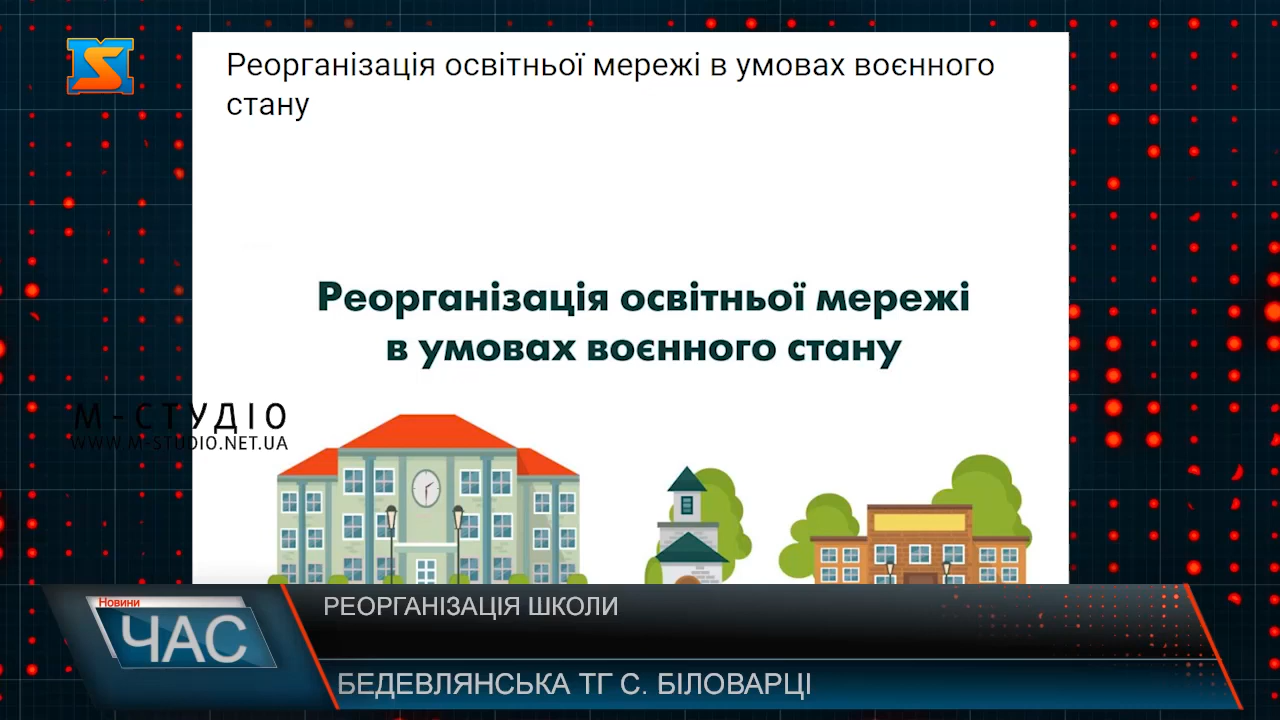 Реорганізація освітньої мережі в умовах воєнного
стану
Реорганізація освітньої мережі
в умовах воєнного стану
М-СТУДІО
WWW.M-STUDIO.NET.UA
Новини
ЧАС
РЕОРГАНІЗАЦІЯ ШКОЛИ
БЕДЕВЛЯНСЬКА ТГ С. БІЛОВАРЦІ